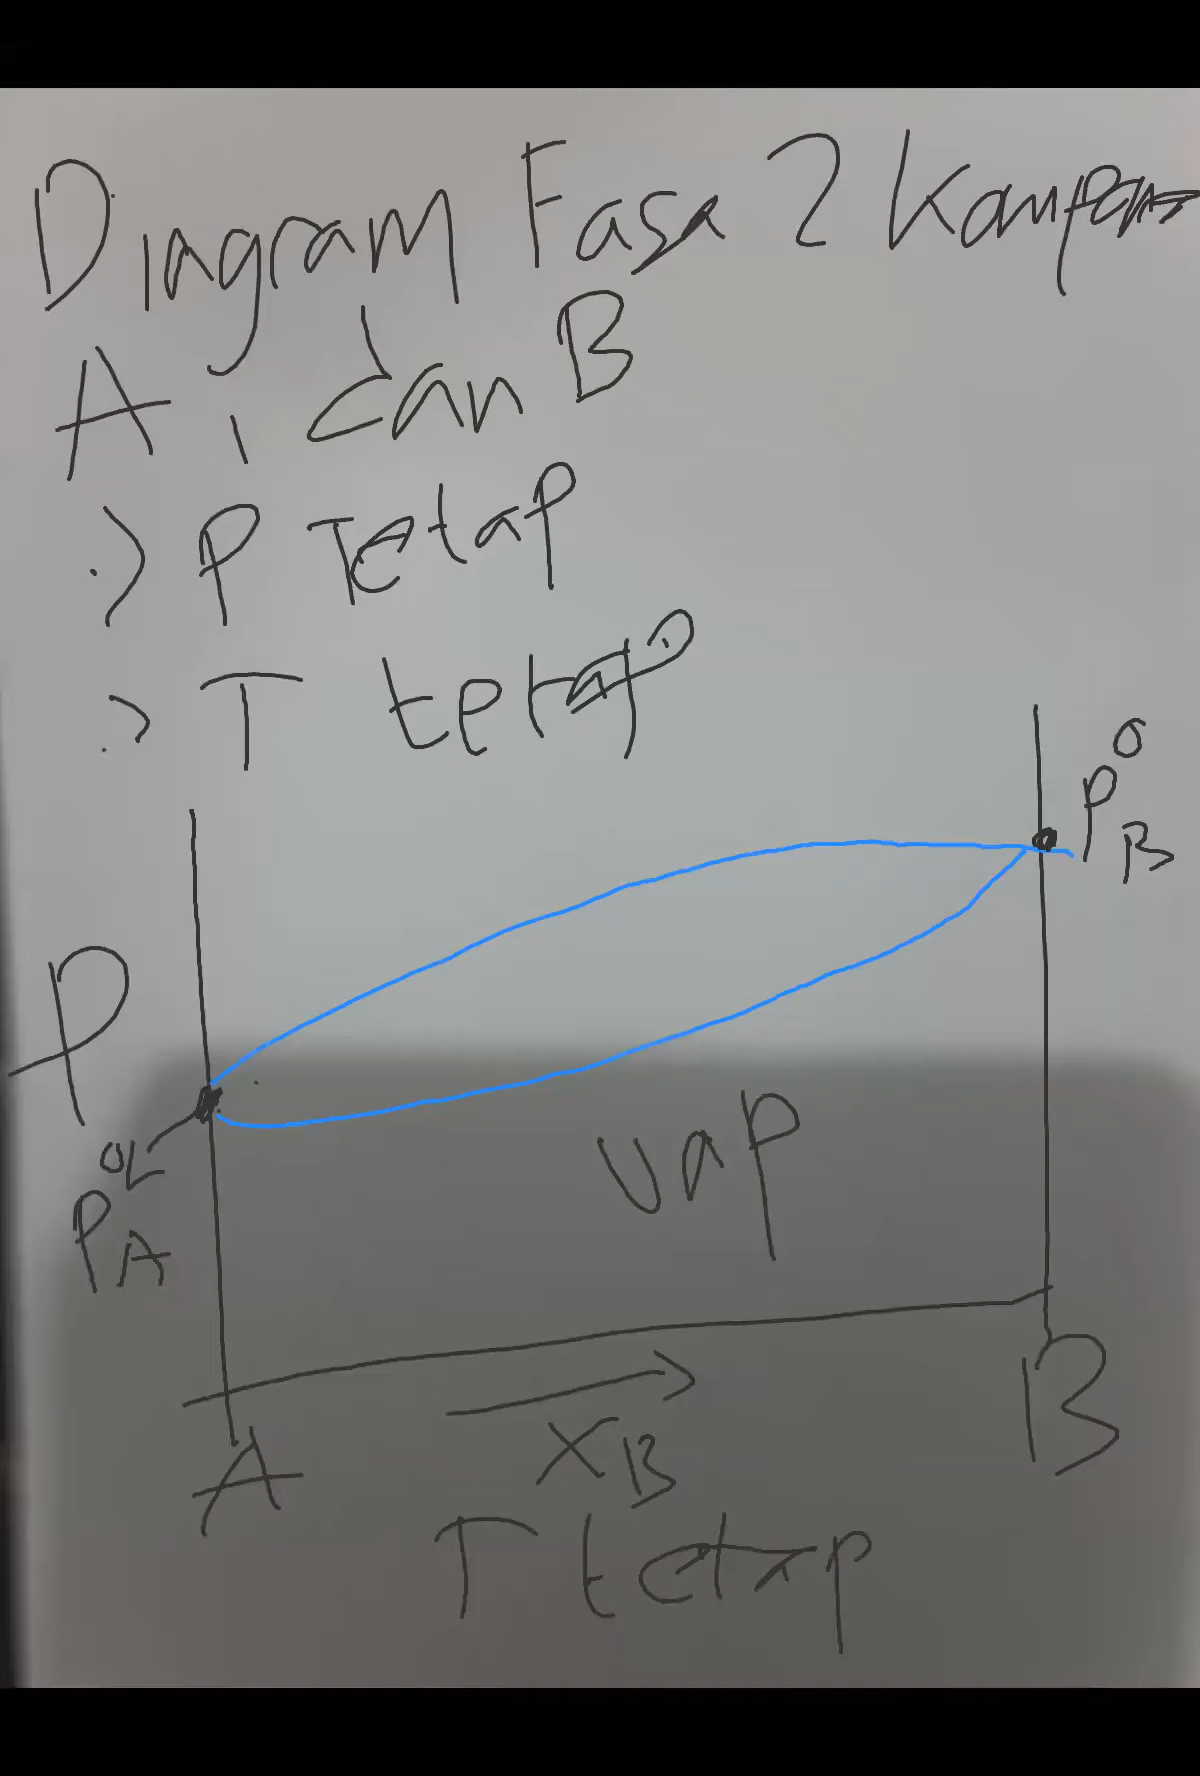 Diagram Fasa 2 Kompon
A, dan B
:) P Tetap
:> T tetap
P°B
P
P°A
Uap
A
B
XB
T tetap